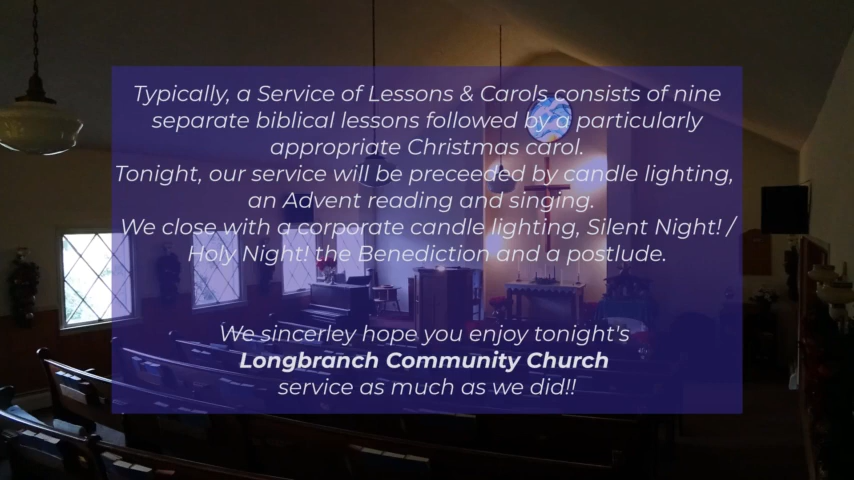 Typically, a Service of Lessons & Carols consists of nine
separate biblical lessons followed by a particularly
appropriate Christmas carol.
Tonight, our service will be preceeded by candle lighting,
an Advent reading and singing.
We close with a corporate candle lighting, Silent Night! /
Holy Night! the Benediction and a postlude.
We sincerley hope you enjoy tonight's
Longbranch Community Church
service as much as we did!!